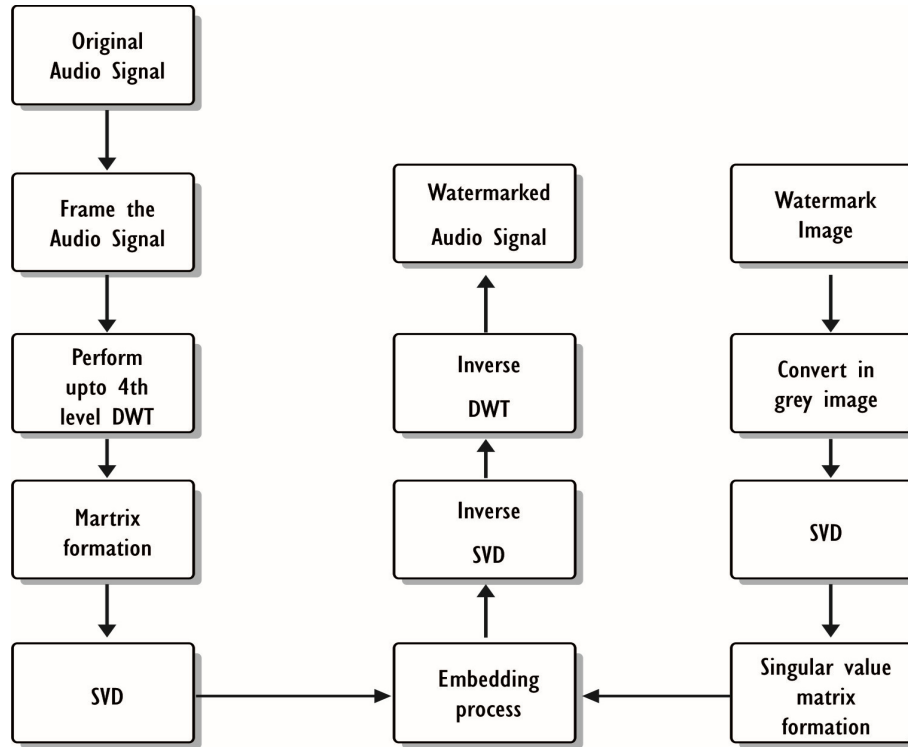 Original
Audio Signal
Frame the
Audio Signal
Perform
upto 4th
level DWT
Martrix
formation
SVD
Watermarked
Audio Signal
Inverse
DWT
Inverse
SVD
Embedding
process
Watermark
Image
Convert in
grey image
SVD
Singular value
matrix
formation